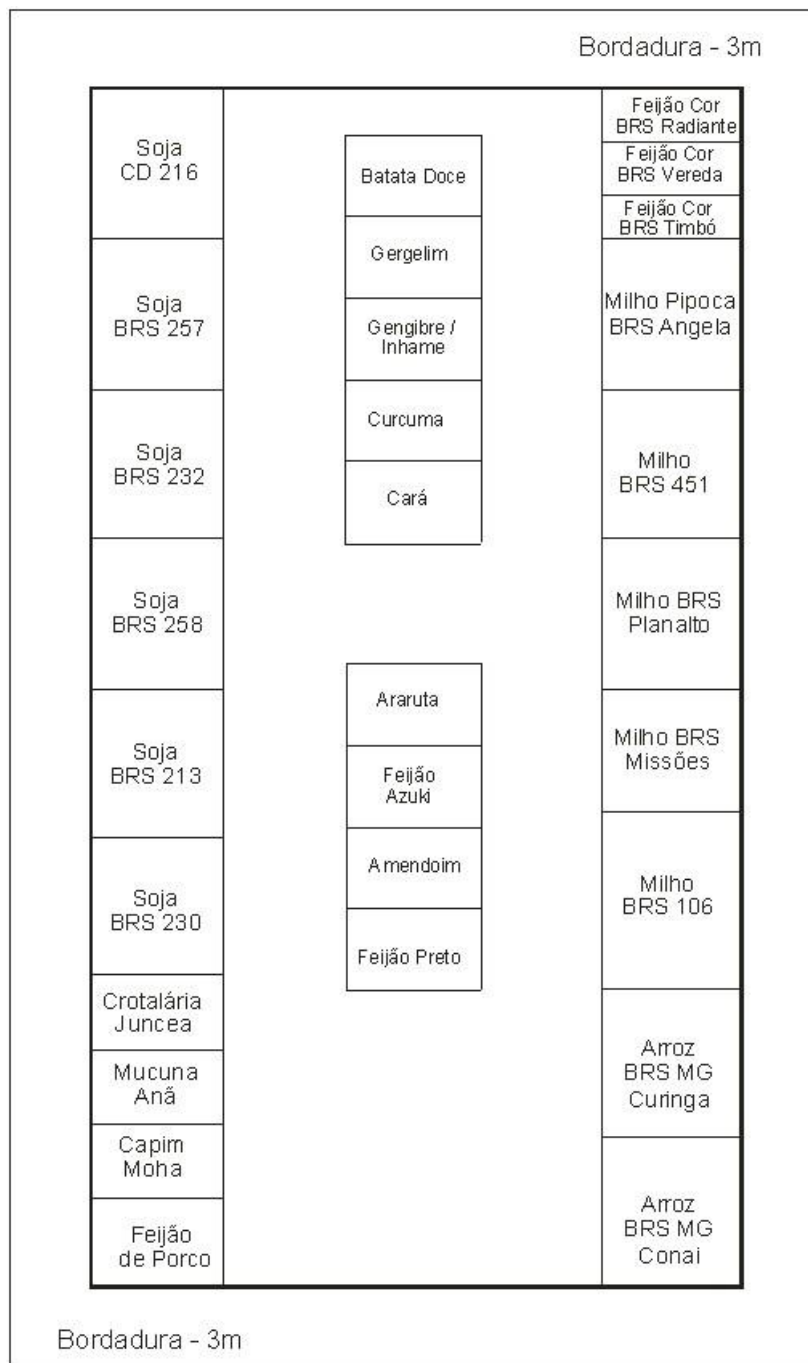 Bordadura - 3m
Soja
CD 216
Soja
BRS 257
Soja
BRS 232
Soja
BRS 258
Soja
BRS 213
Soja
BRS 230
Crotalária
Juncea
Mucuna
Anã
Capim
Moha
Feijão
de Porco
Batata Doce
Gergelim
Gengibre /
Inhame
Curcuma
Cará
Araruta
Feijão
Azuki
Amendoim
Feijão Preto
Feijão Cor
BRS Radiante
Feijão Cor
BRS Vereda
Feijão Cor
BRS Timbó
Milho Pipoca
BRS Angela
Milho
BRS 451
Milho BRS
Planalto
Milho BRS
Missões
Milho
BRS 106
Arroz
BRS MG
Curinga
Arroz
BRS MG
Conai
Bordadura - 3m